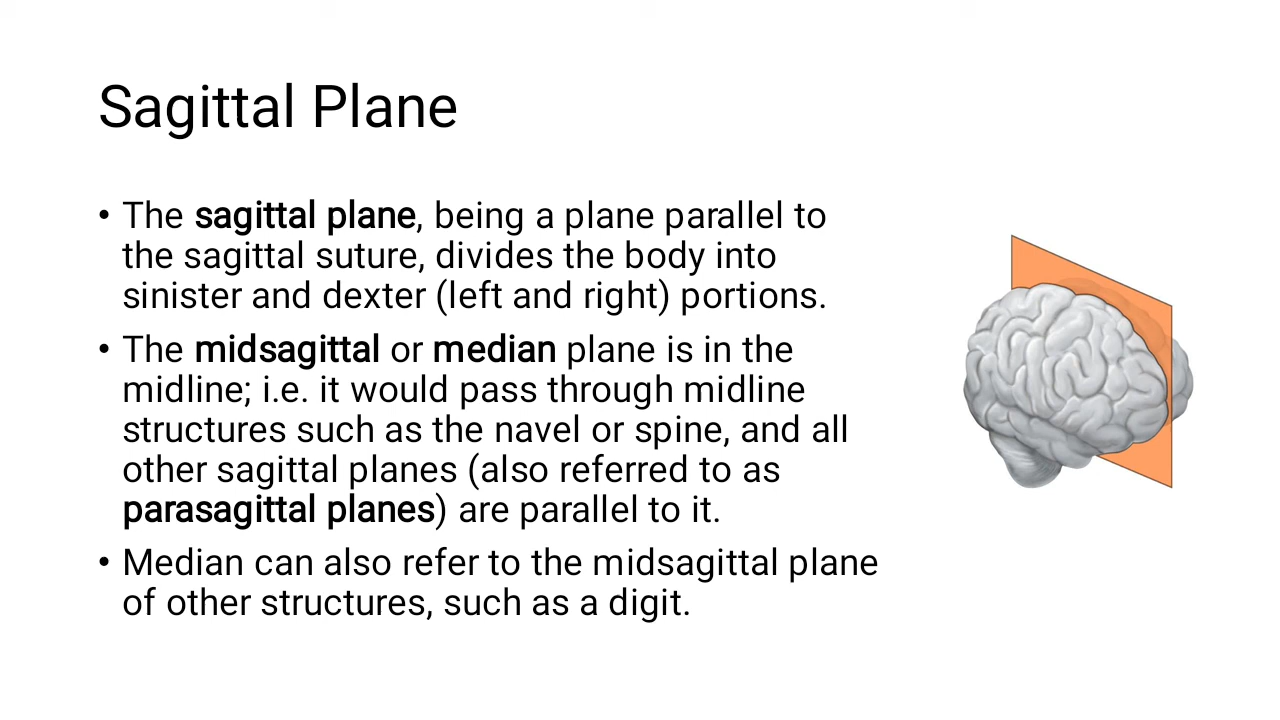 Sagittal Plane
• The sagittal plane, being a plane parallel to
the sagittal suture, divides the body into
sinister and dexter (left and right) portions.
• The midsagittal or median plane is in the
midline; i.e. it would pass through midline
structures such as the navel or spine, and all
other sagittal planes (also referred to as
parasagittal planes) are parallel to it.
• Median can also refer to the midsagittal plane
of other structures, such as a digit.